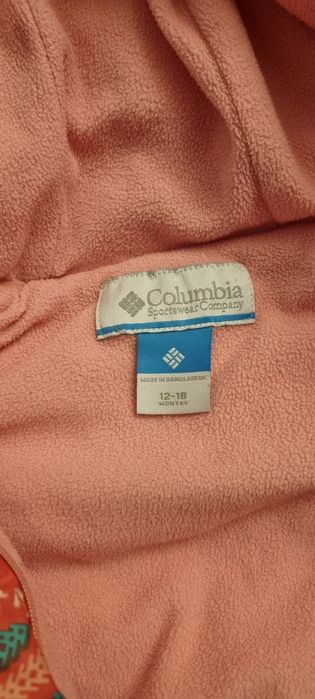 Columbia
Sportswear Company
MADE IN BANGLADESH
12-18
MONTHS